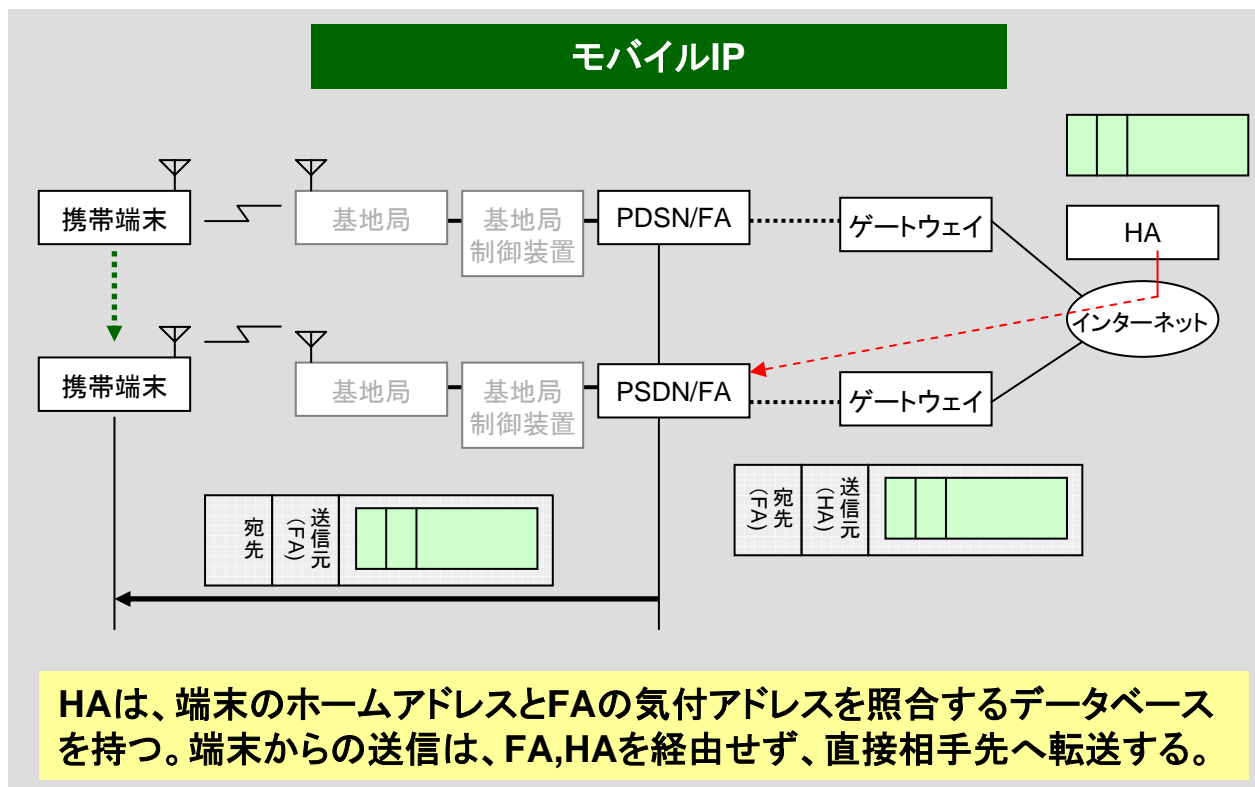 モバイルIP
携帯端末
基地局
基地局
制御装置
PDSN/FA
ゲートウェイ
HA
インターネット
携帯端末
基地局
基地局
制御装置
PSDN/FA
ゲートウェイ
宛先
送信元
(FA)
宛先
(FA)
送信元
(HA)
HAは、端末のホームアドレスとFAの気付アドレスを照合するデータベース
を持つ。端末からの送信は、FA,HAを経由せず、直接相手先へ転送する。